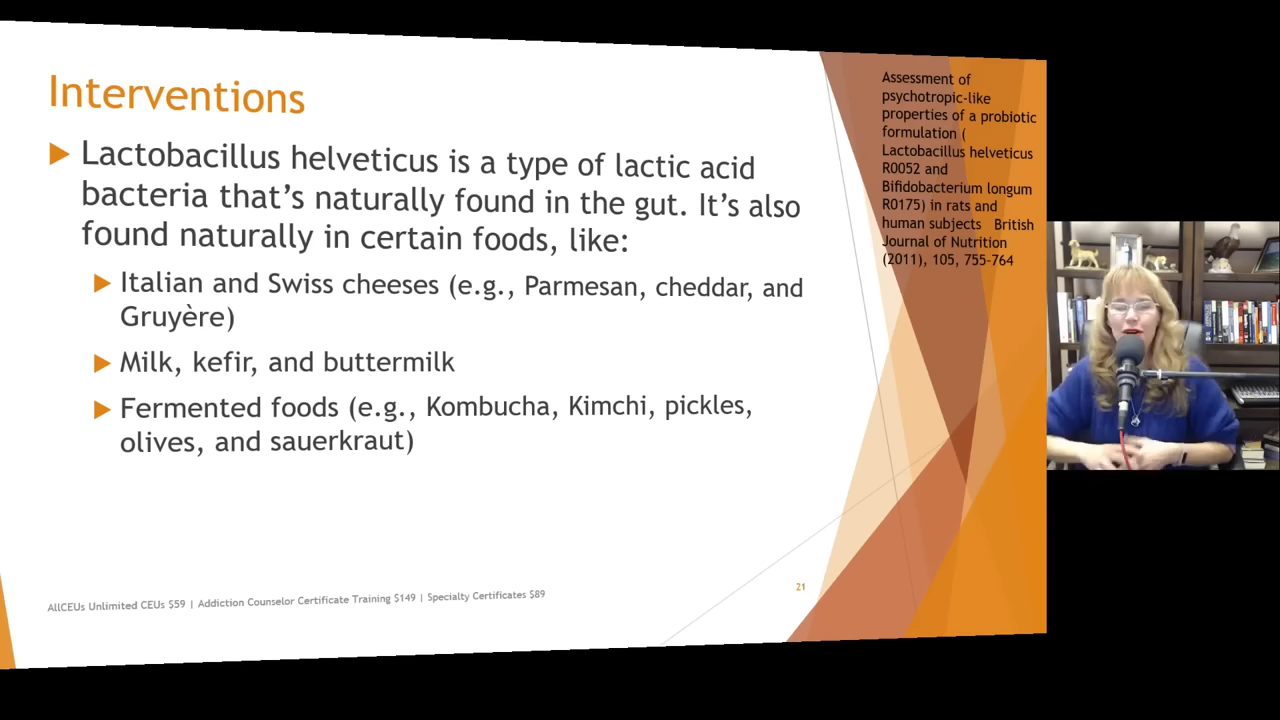 Interventions
Lactobacillus helveticus is a type of lactic acid
bacteria that’s naturally found in the gut. It’s also
found naturally in certain foods, like:
Italian and Swiss cheeses (e.g., Parmesan, cheddar, and
Gruyère)
Milk, kefir, and buttermilk
Fermented foods (e.g., Kombucha, Kimchi, pickles,
olives, and sauerkraut)
Assessment of
psychotropic-like
properties of a probiotic
formulation (
Lactobacillus helveticus
R0052 and
Bifidobacterium longum
R0175) in rats and
human subjects British
Journal of Nutrition
(2011), 105, 755-764
AllCEUs Unlimited CEUs $59 | Addiction Counselor Certificate Training $149 | Specialty Certificates $89
21